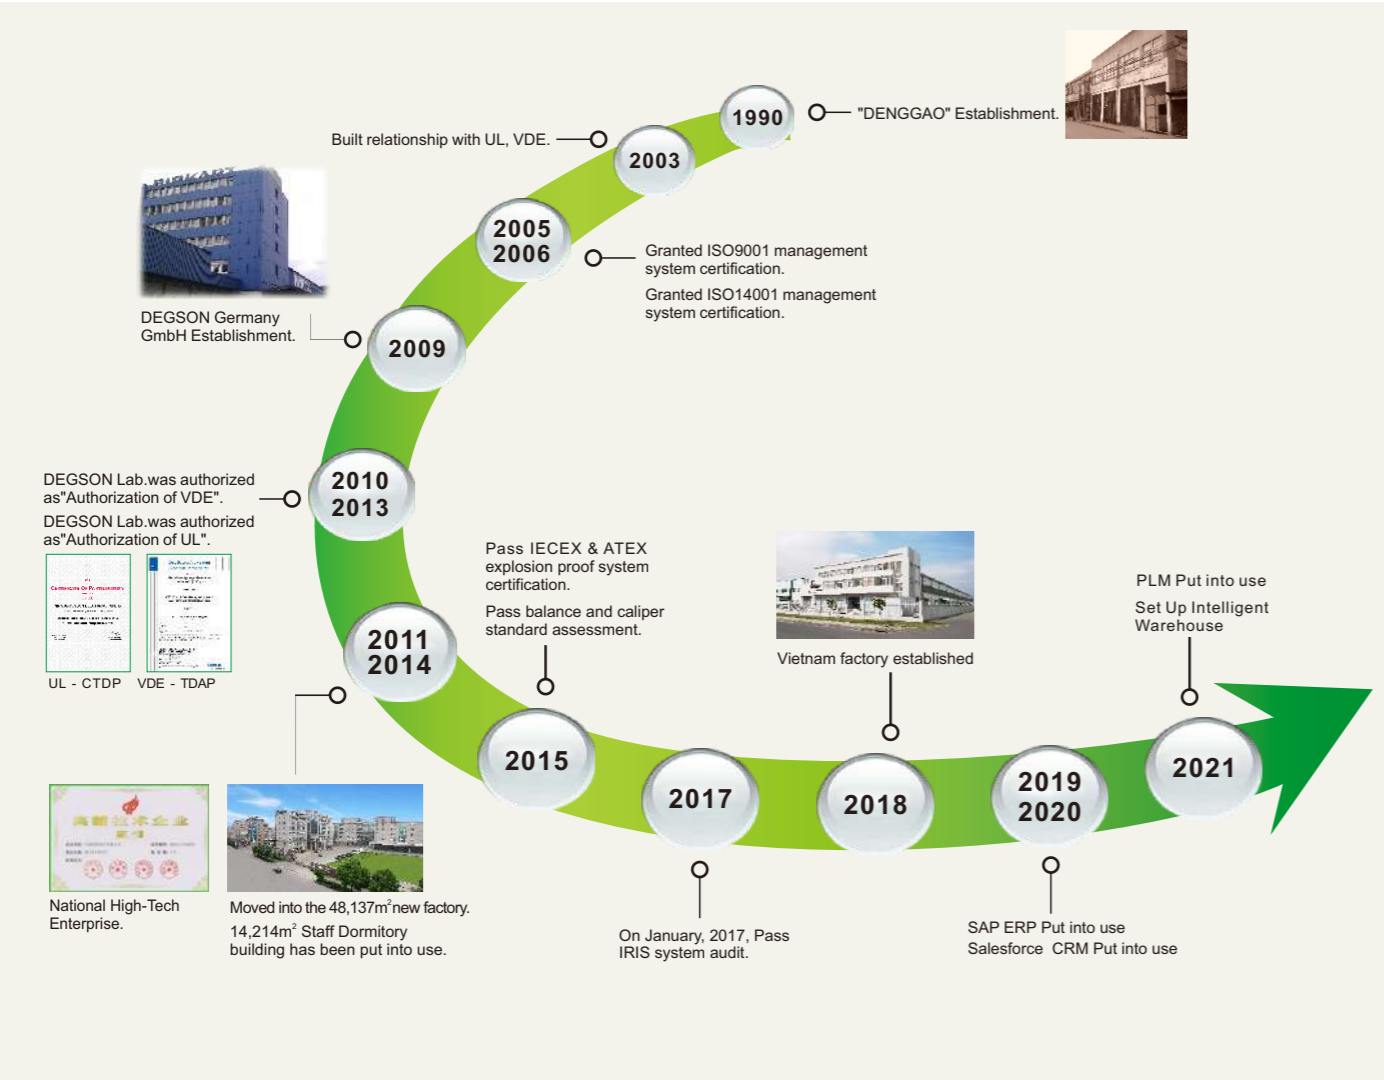 1990
"DENGGAO" Establishment.
Built relationship with UL, VDE.
2003
2005
2006
Granted ISO9001 management
system certification.
Granted ISO14001 management
system certification.
DEGSON Germany
GmbH Establishment.
2009
DEGSON Lab.was authorized
as"Authorization of VDE".
DEGSON Lab.was authorized
as"Authorization of UL".
2010
2013
UL - CTDP
VDE - TDAP
2011
2014
National High-Tech
Enterprise.
Moved into the 48,137m²new factory.
14,214m² Staff Dormitory
building has been put into use.
Pass IECEX & ATEX
explosion proof system
certification.
Pass balance and caliper
standard assessment.
2015
2017
On January, 2017, Pass
IRIS system audit.
Vietnam factory established
2018
2019
2020
SAP ERP Put into use
Salesforce CRM Put into use
PLM Put into use
Set Up Intelligent
Warehouse
2021